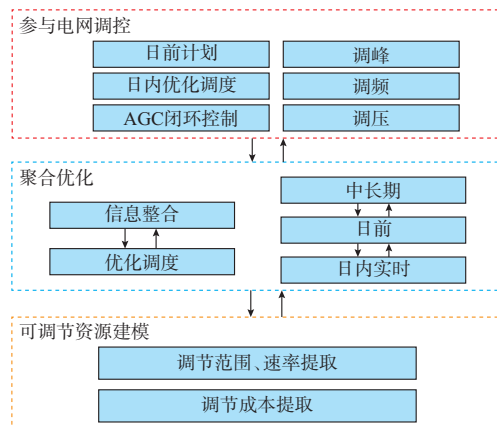 参与电网调控
日前计划
调峰
日内优化调度
调频
AGC闭环控制
调压
聚合优化
中长期
信息整合
日前
优化调度
日内实时
可调节资源建模
调节范围、速率提取
调节成本提取